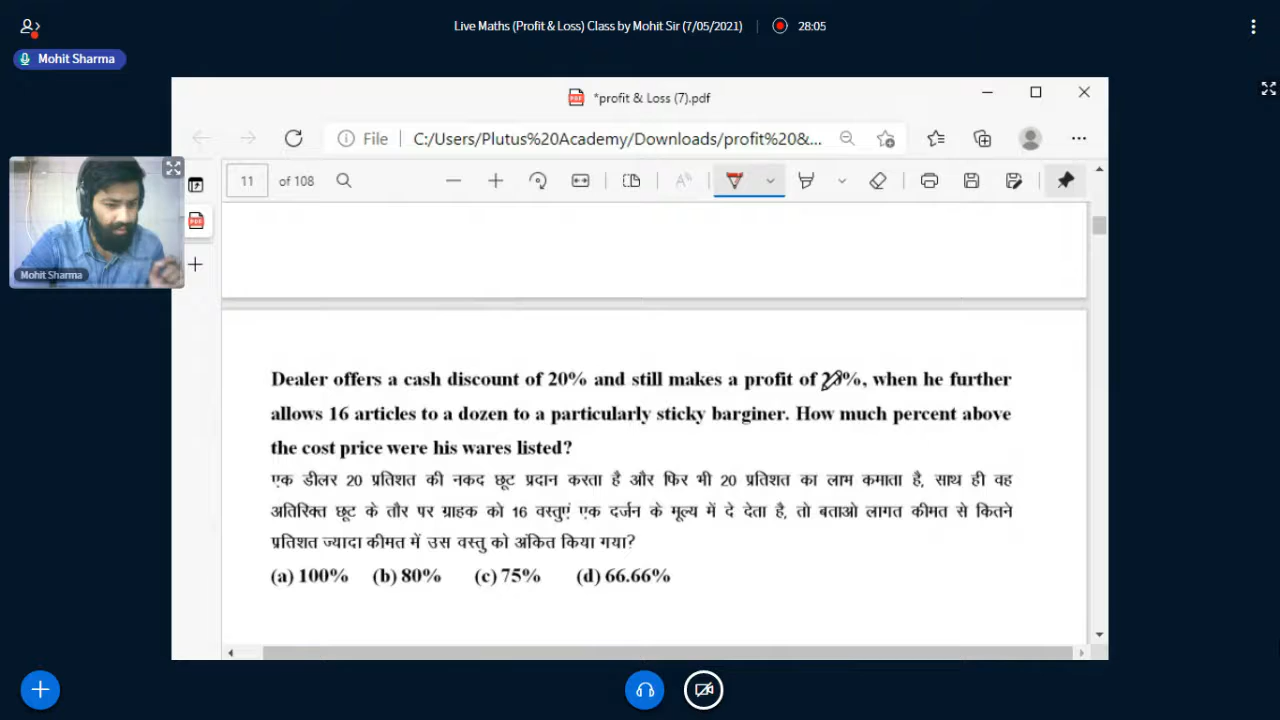 Live Maths (Profit & Loss) Class by Mohit Sir (7/05/2021)
28:05
Mohit Sharma
*profit & Loss (7).pdf
File
C:/Users/Plutus%20Academy/Downloads/profit%20&...
11 of 108
Mohit Sharma
Dealer offers a cash discount of 20% and still makes a profit of %, when he further
allows 16 articles to a dozen to a particularly sticky barginer. How much percent above
the cost price were his wares listed?
एक डीलर 20 प्रतिशत की नकद छूट प्रदान करता है और फिर भी 20 प्रतिशत का लाभ कमाता है, साथ ही वह
अतिरिक्त छूट के तौर पर ग्राहक को 16 वस्तुएं एक दर्जन के मूल्य में दे देता है, तो बताओ लागत कीमत से कितने
प्रतिशत ज्यादा कीमत में उस वस्तु को अंकित किया गया?
(a) 100% (b) 80% (c) 75% (d) 66.66%